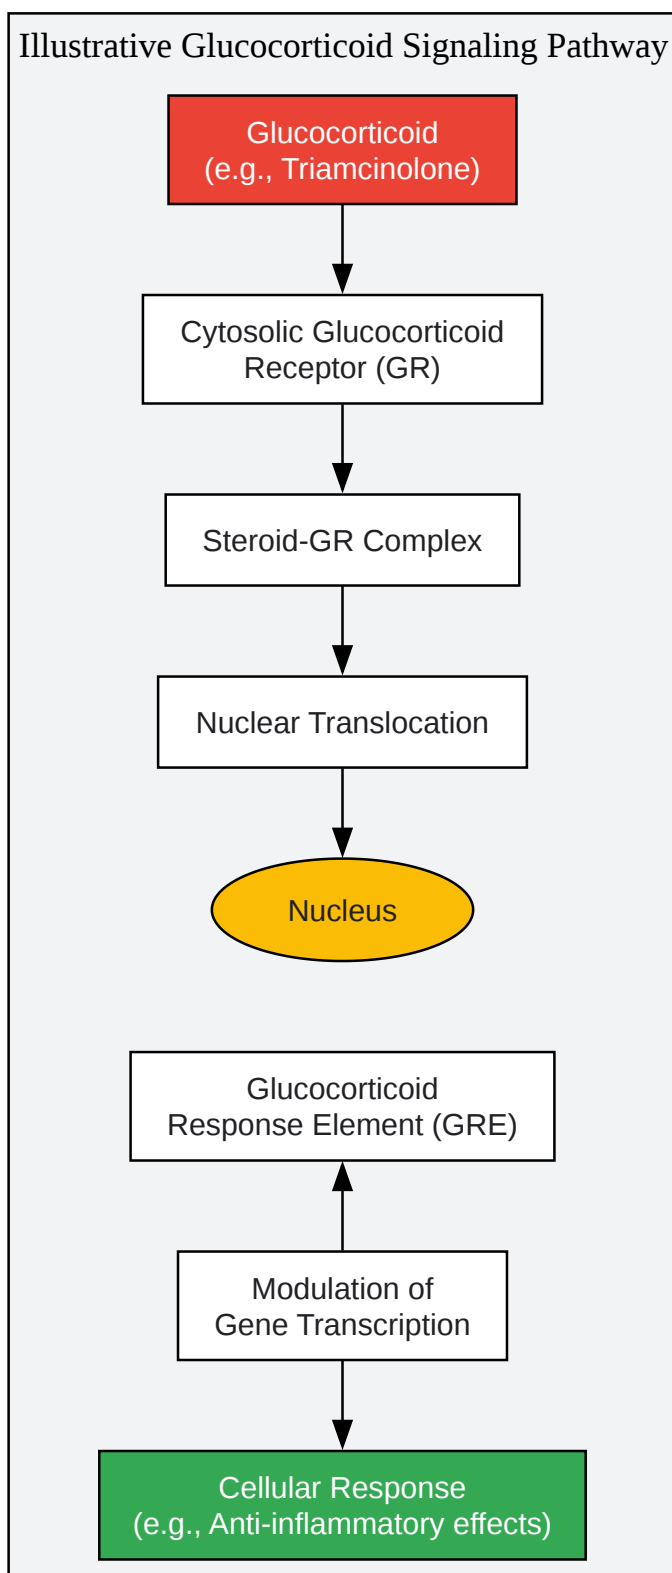 Illustrative Glucocorticoid Signaling Pathway
Glucocorticoid
(e.g., Triamcinolone)
Cytosolic Glucocorticoid
Receptor (GR)
Steroid-GR Complex
Nuclear Translocation
Nucleus
Glucocorticoid
Response Element (GRE)
Modulation of
Gene Transcription
Cellular Response
(e.g., Anti-inflammatory effects)